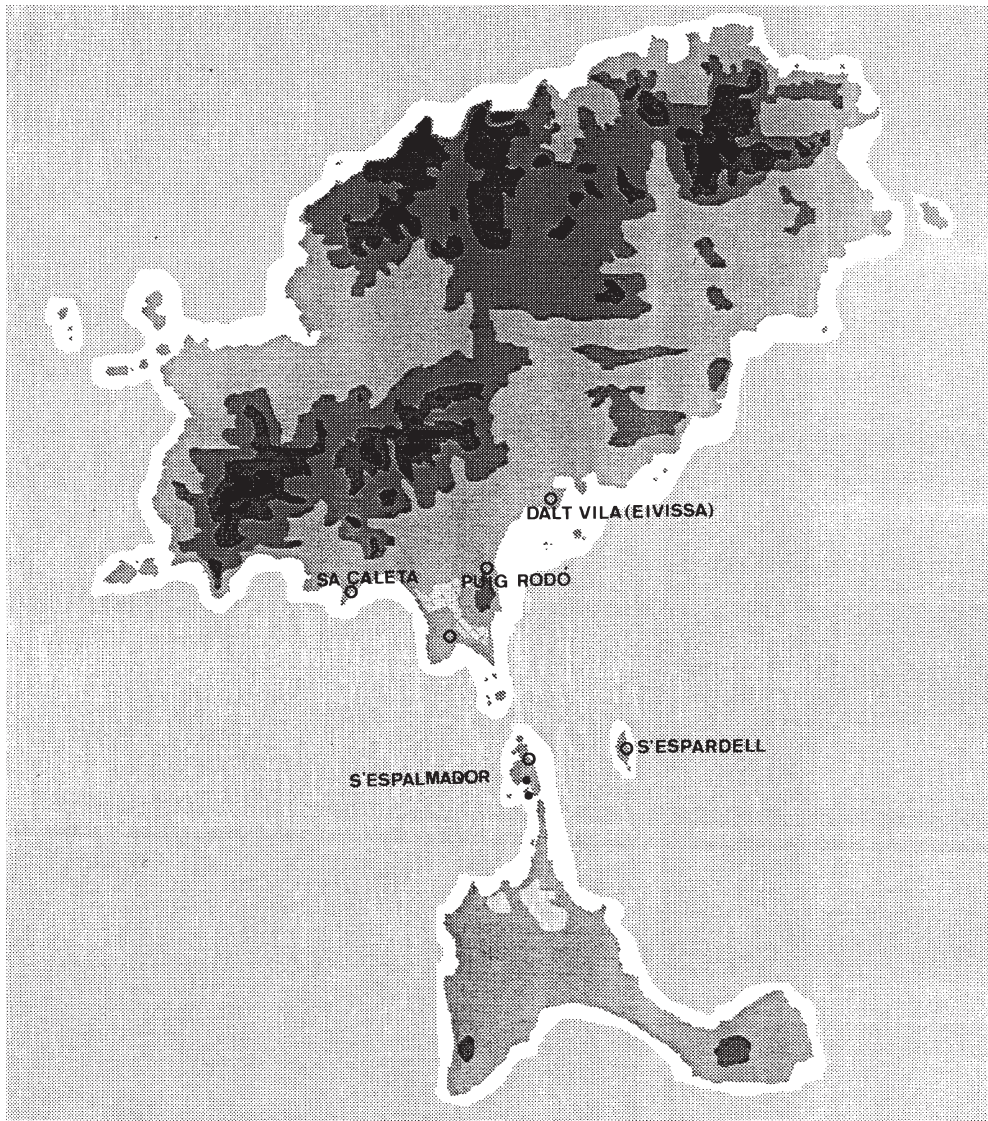 DALT VILA (EIVISSA)
SA CALETA
PUIG RODÓ
S'ESPARDELL
S'ESPALMADOR